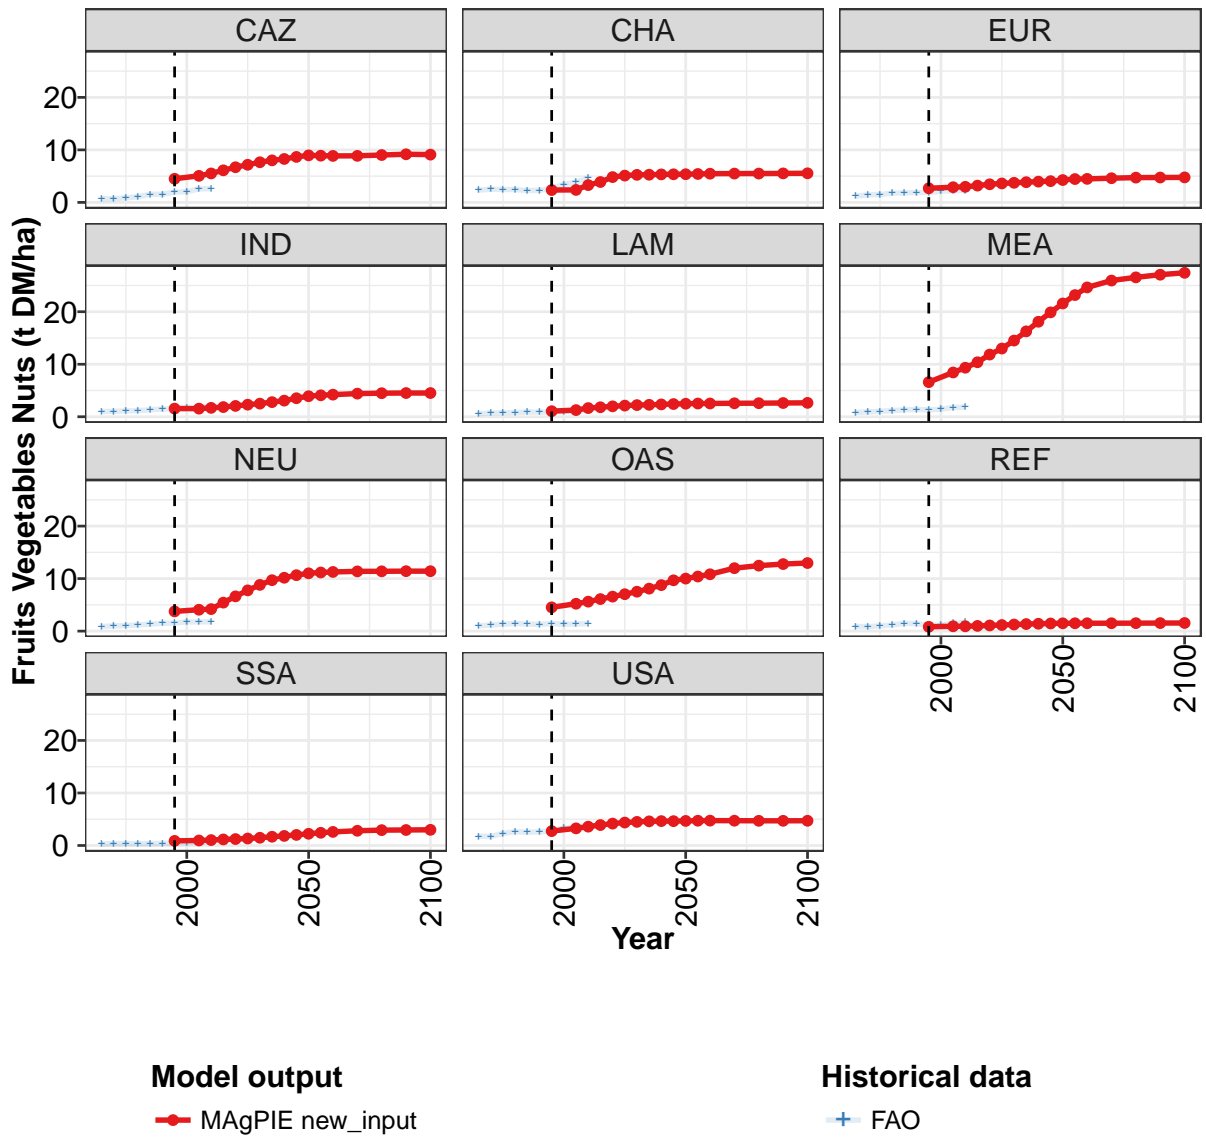 CAZ CHA EUR
20
10
0
IND LAM MEA
20
10
0
NEU OAS REF
20
10
0
2000 2050 2100
SSA USA
20
10
0
2000 2050 2100 2000 2050 2100
Fruits Vegetables Nuts (t DM/ha)
Year
Model output Historical data
MAgPIE new_input FAO